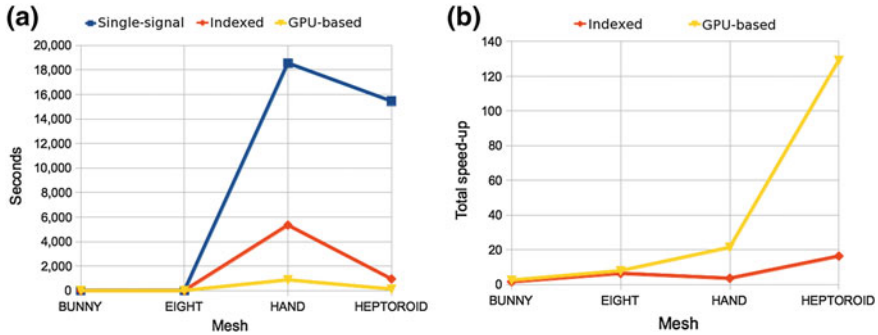 (a)
Single-signal Indexed GPU-based
20,000
18,000
16,000
14,000
12,000
10,000
8,000
6,000
4,000
2,000
0
Seconds
BUNNY EIGHT HAND HEPTOROID
Mesh
(b)
Indexed GPU-based
140
120
100
80
60
40
20
0
Total speed-up
BUNNY EIGHT HAND HEPTOROID
Mesh